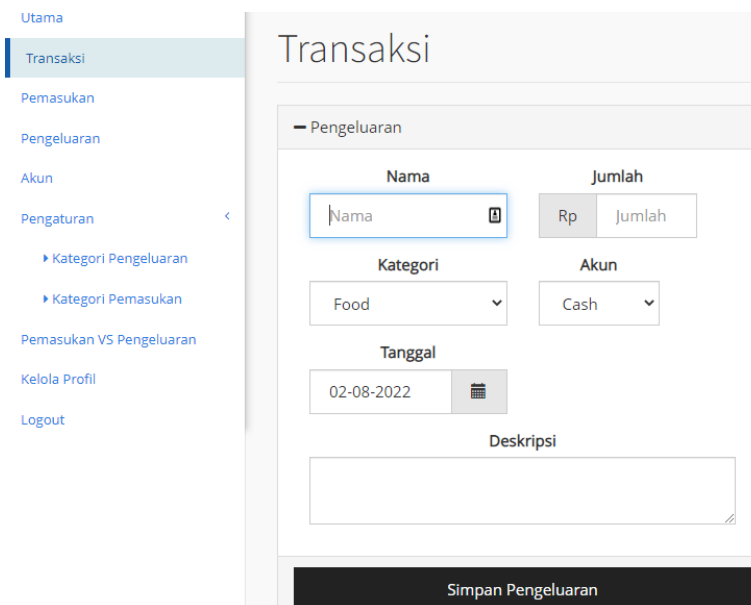 Utama
Transaksi
Pemasukan
Pengeluaran
Akun
Pengaturan
Kategori Pengeluaran
Kategori Pemasukan
Pemasukan VS Pengeluaran
Kelola Profil
Logout
Transaksi
Pengeluaran
Nama Jumlah
Nama Rp Jumlah
Kategori Akun
Food Cash
Tanggal
02-08-2022
Deskripsi
Simpan Pengeluaran